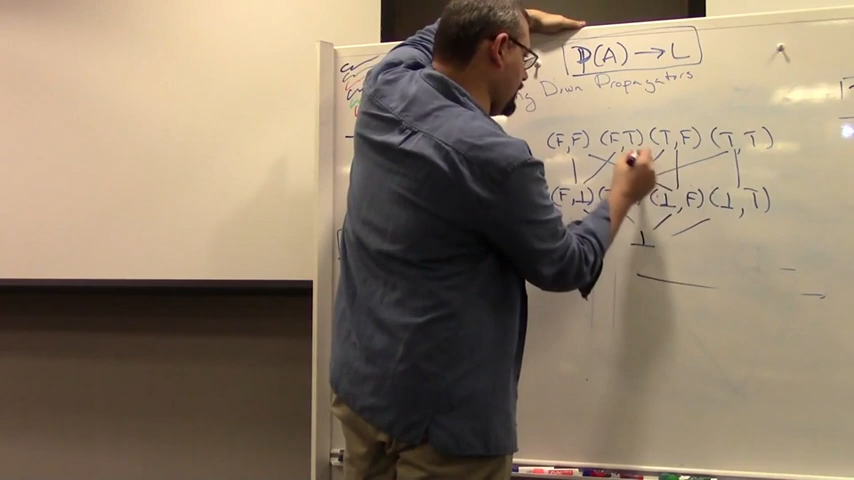 P(A) → L
Down Propagators
(F,F) (F,T) (T,F) (T,T)
(F,⊥) (⊥,F) (⊥,T)
⊥